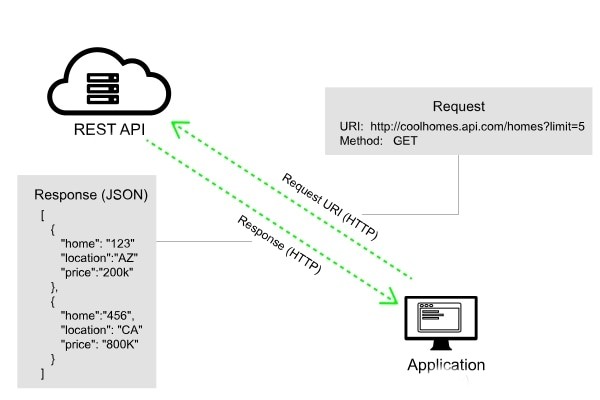 REST API
Request
URI: http://coolhomes.api.com/homes?limit=5
Method: GET
Request URI (HTTP)
Response (HTTP)
Response (JSON)
[
{
"home": "123"
"location":"AZ"
"price":"200k"
},
{
"home":"456",
"location": "CA"
"price": "800K"
}
]
Application